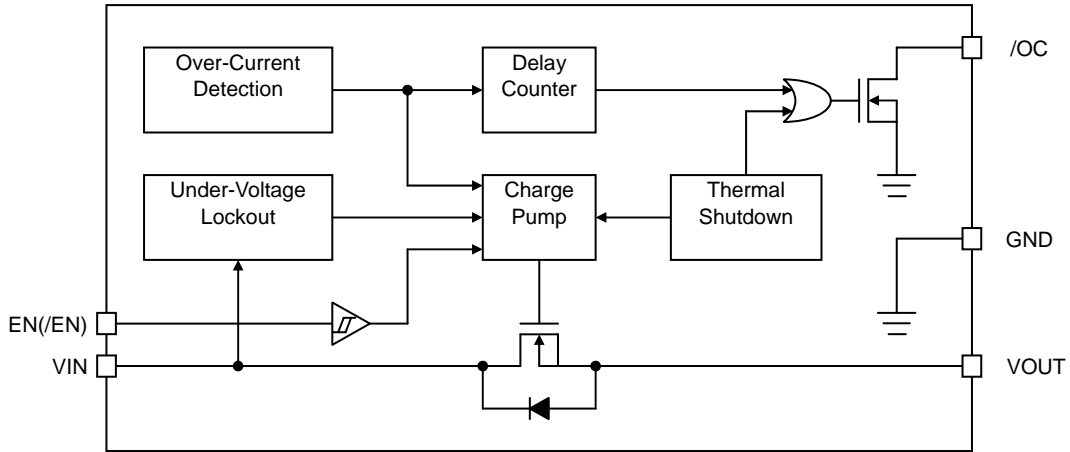 Over-Current
Detection
Delay
Counter
/OC
Under-Voltage
Lockout
Charge
Pump
Thermal
Shutdown
GND
EN(/EN)
VIN
VOUT